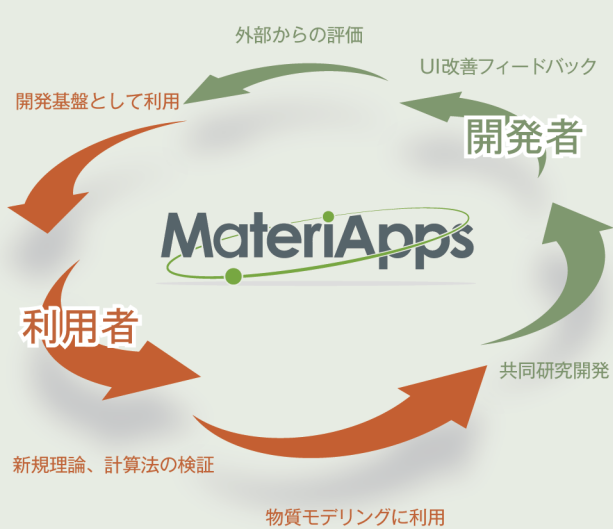 外部からの評価
UI改善フィードバック
開発基盤として利用
開発者
MateriApps
利用者
共同研究開発
新規理論、計算法の検証
物質モデリングに利用